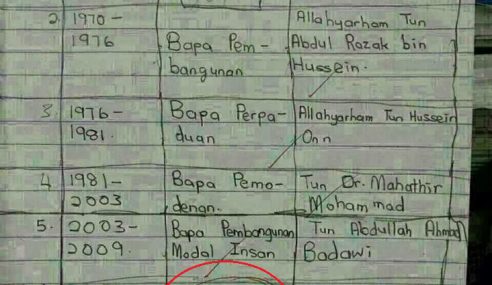 2. 1970 - Allahyarham Tun
1976 Bapa Pem - Abdul Razak bin
bangunan Hussein.
3. 1976 - Bapa Perpa - Allahyarham Tun Hussein
1981. duan Onn
4. 1981 - Bapa Pemo - Tun Dr. Mahathir
2003 denan. Mohammad
5. 2003 - Bapa Pembangunan Tun Abdullah Ahmad
2009. Modal Insan Badawi